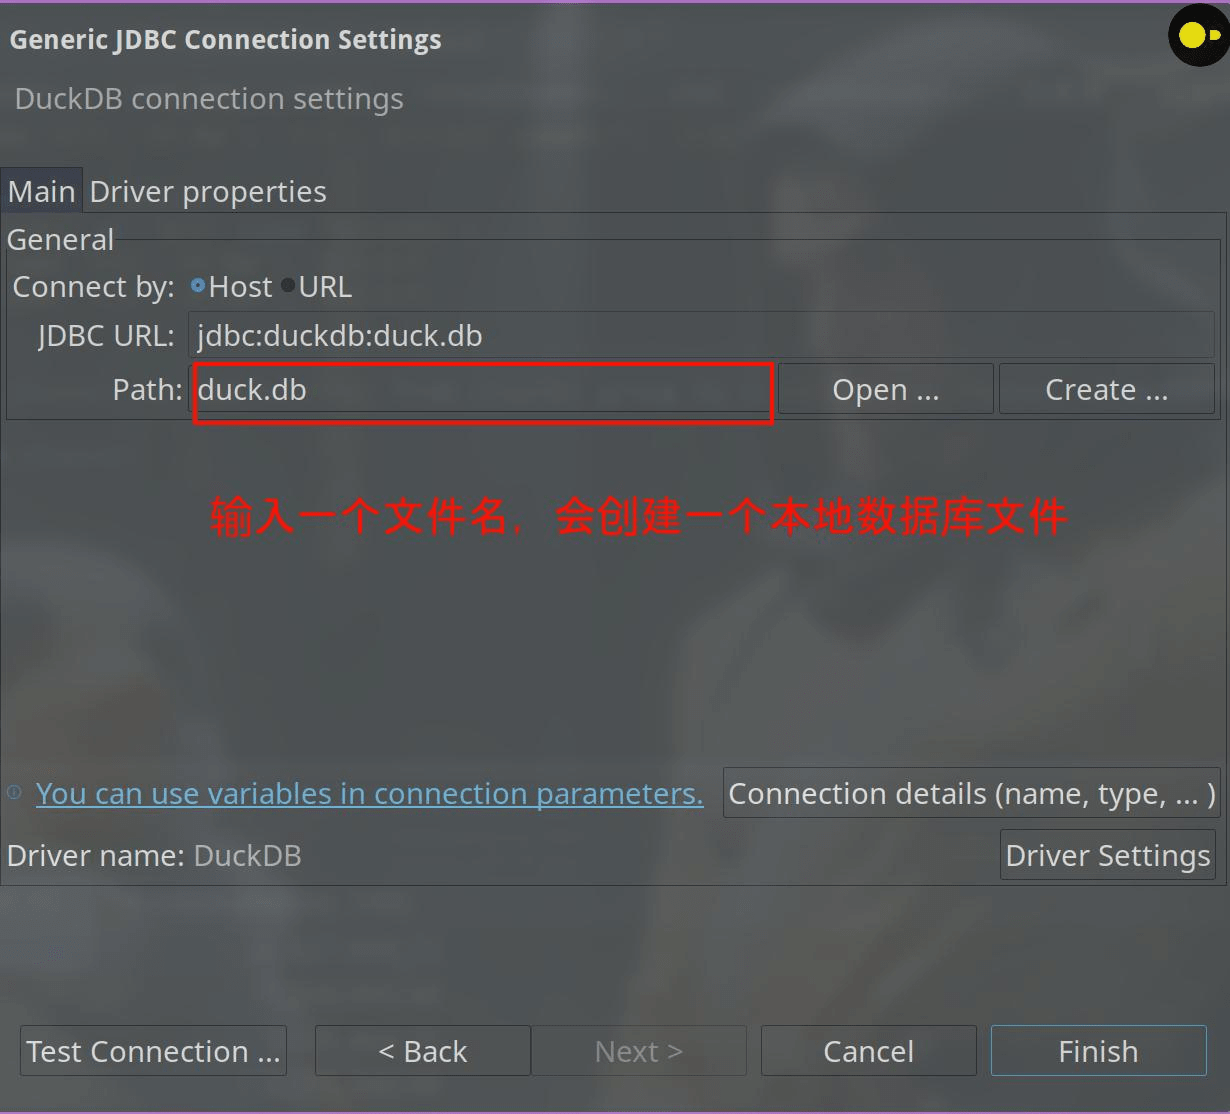 Generic JDBC Connection Settings
DuckDB connection settings
Main Driver properties
General
Connect by: Host URL
JDBC URL: jdbc:duckdb:duck.db
Path: duck.db Open ... Create ...
输入一个文件名，会创建一个本地数据库文件
You can use variables in connection parameters. Connection details (name, type, ... )
Driver name: DuckDB Driver Settings
Test Connection ... < Back Next > Cancel Finish